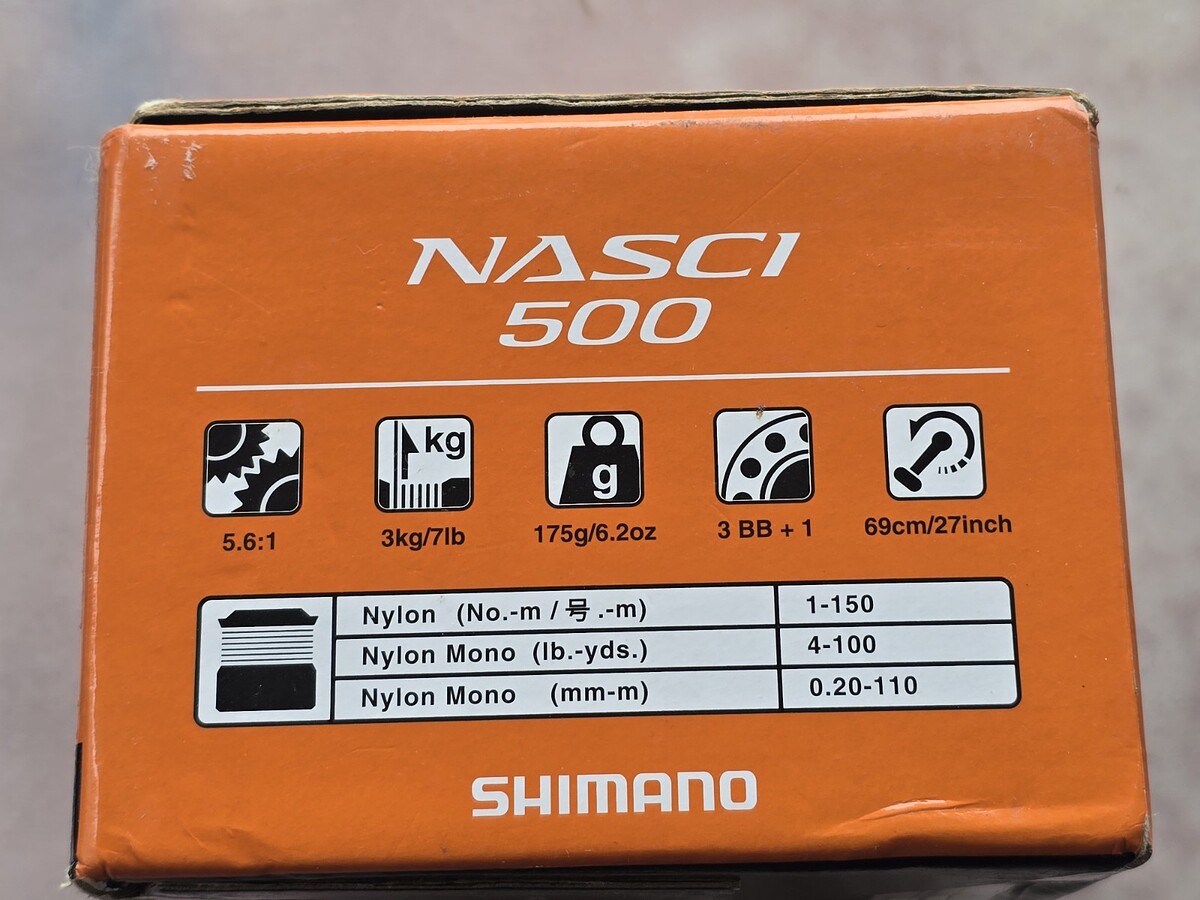 NASCI
500
kg
g
5.6:1
3kg/7lb
175g/6.2oz
3 BB + 1
69cm/27inch
Nylon (No.-m / 号 .-m) 1-150
Nylon Mono (lb.-yds.) 4-100
Nylon Mono (mm-m) 0.20-110
SHIMANO